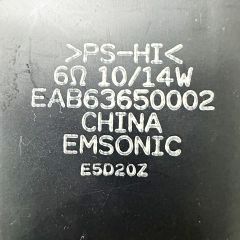 >PS-HI<
6Ω 10/14W
EAB63650002
CHINA
EMSONIC
E5D20Z